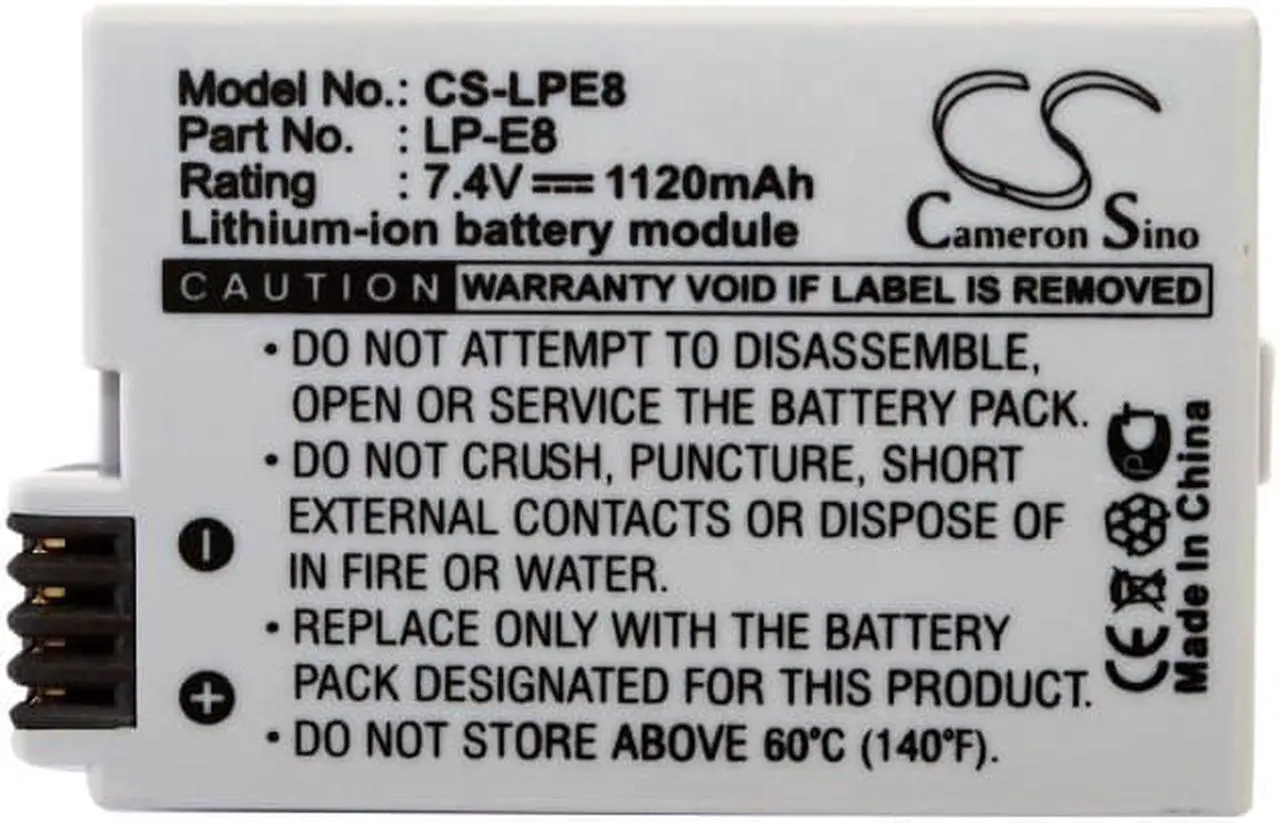 Model No.: CS-LPE8
Part No. : LP-E8
Rating : 7.4V 1120mAh
Lithium-ion battery module
CS
Cameron Sino
CAUTION WARRANTY VOID IF LABEL IS REMOVED
• DO NOT ATTEMPT TO DISASSEMBLE,
OPEN OR SERVICE THE BATTERY PACK.
• DO NOT CRUSH, PUNCTURE, SHORT
EXTERNAL CONTACTS OR DISPOSE OF
IN FIRE OR WATER.
• REPLACE ONLY WITH THE BATTERY
PACK DESIGNATED FOR THIS PRODUCT.
• DO NOT STORE ABOVE 60°C (140°F).
− 
+
CE PCT
Made In China